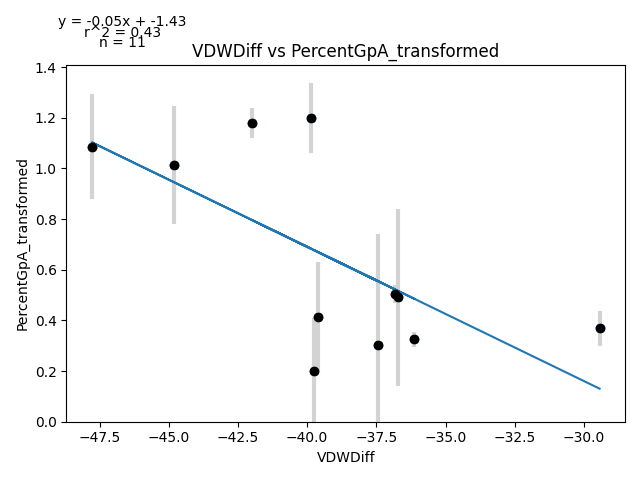 y = -0.05x + -1.43
r^2 = 0.43
n = 11
VDWDiff vs PercentGpA_transformed
PercentGpA_transformed
1.4
1.2
1.0
0.8
0.6
0.4
0.2
0.0
−47.5 −45.0 −42.5 −40.0 −37.5 −35.0 −32.5 −30.0
VDWDiff